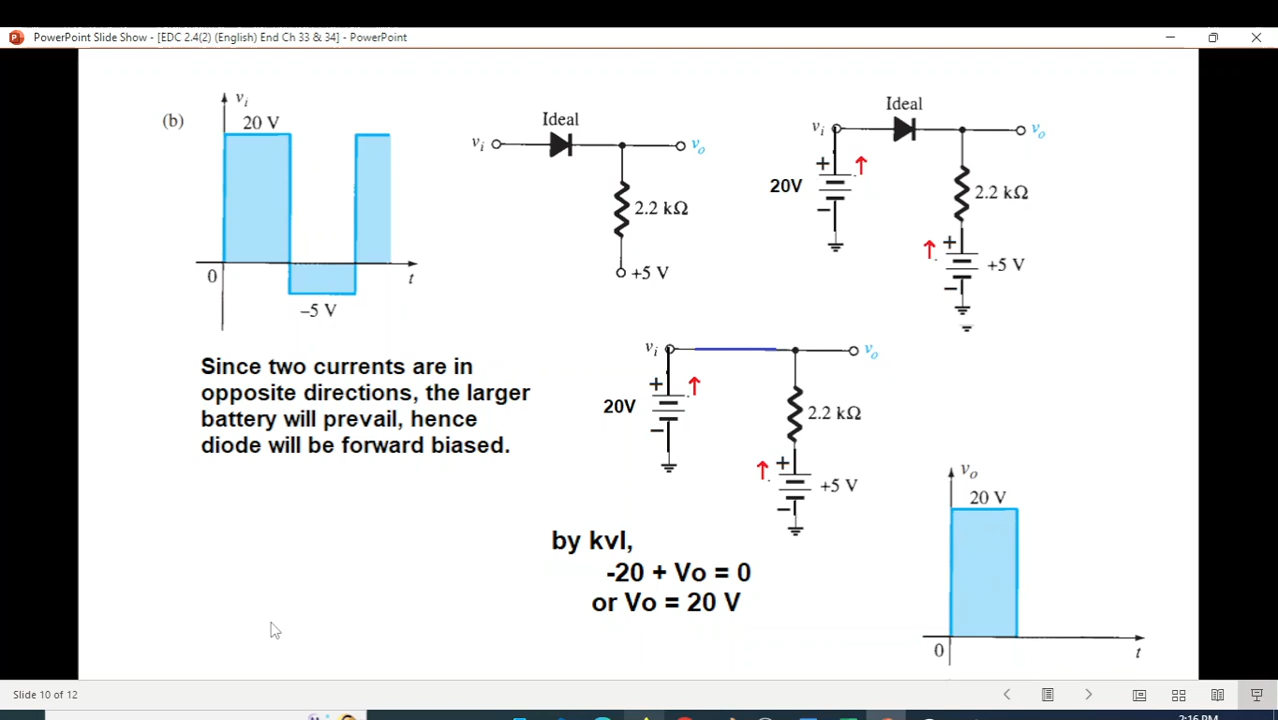 PowerPoint Slide Show - [EDC 2.4(2) (English) End Ch 33 & 34] - PowerPoint
(b)
vi
20 V
0
t
−5 V
Ideal
vi
vo
2.2 kΩ
+5 V
Ideal
vi
vo
+
20V
−
2.2 kΩ
+
+5 V
−
Since two currents are in
opposite directions, the larger
battery will prevail, hence
diode will be forward biased.
vi
vo
+
20V
−
2.2 kΩ
+
+5 V
−
by kvl,
-20 + Vo = 0
or Vo = 20 V
vo
20 V
0
t
Slide 10 of 12